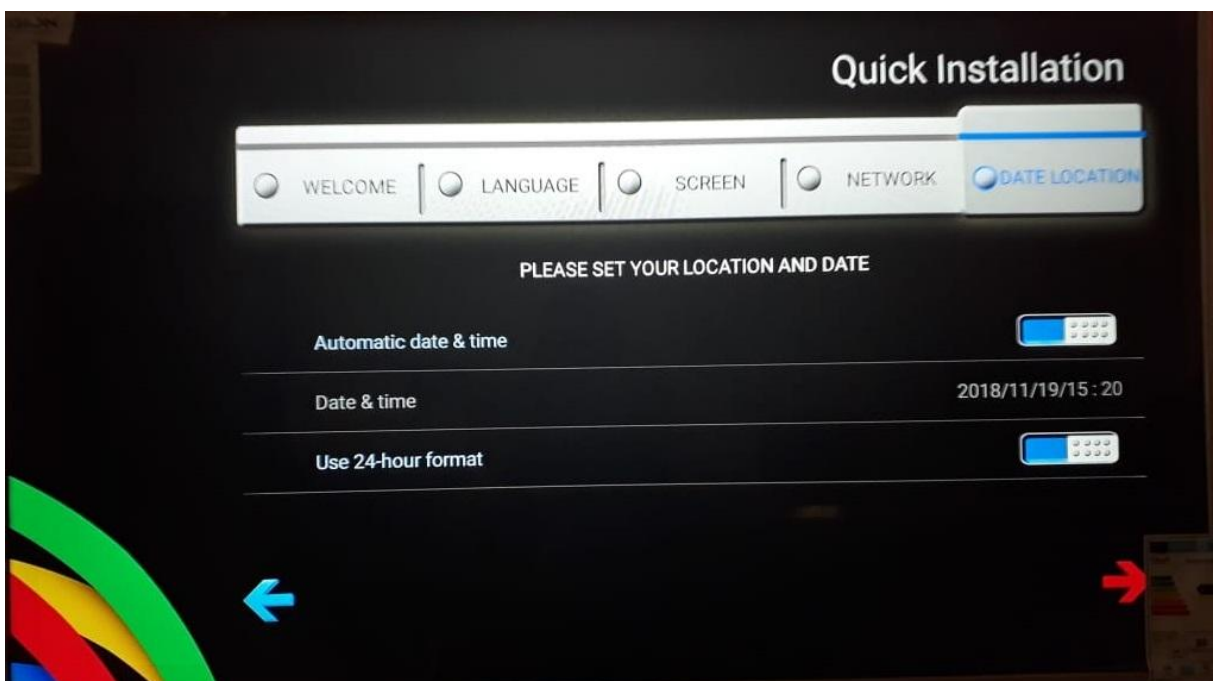 Quick Installation
WELCOME
LANGUAGE
SCREEN
NETWORK
DATE LOCATION
PLEASE SET YOUR LOCATION AND DATE
Automatic date & time
Date & time 2018/11/19/15 : 20
Use 24-hour format